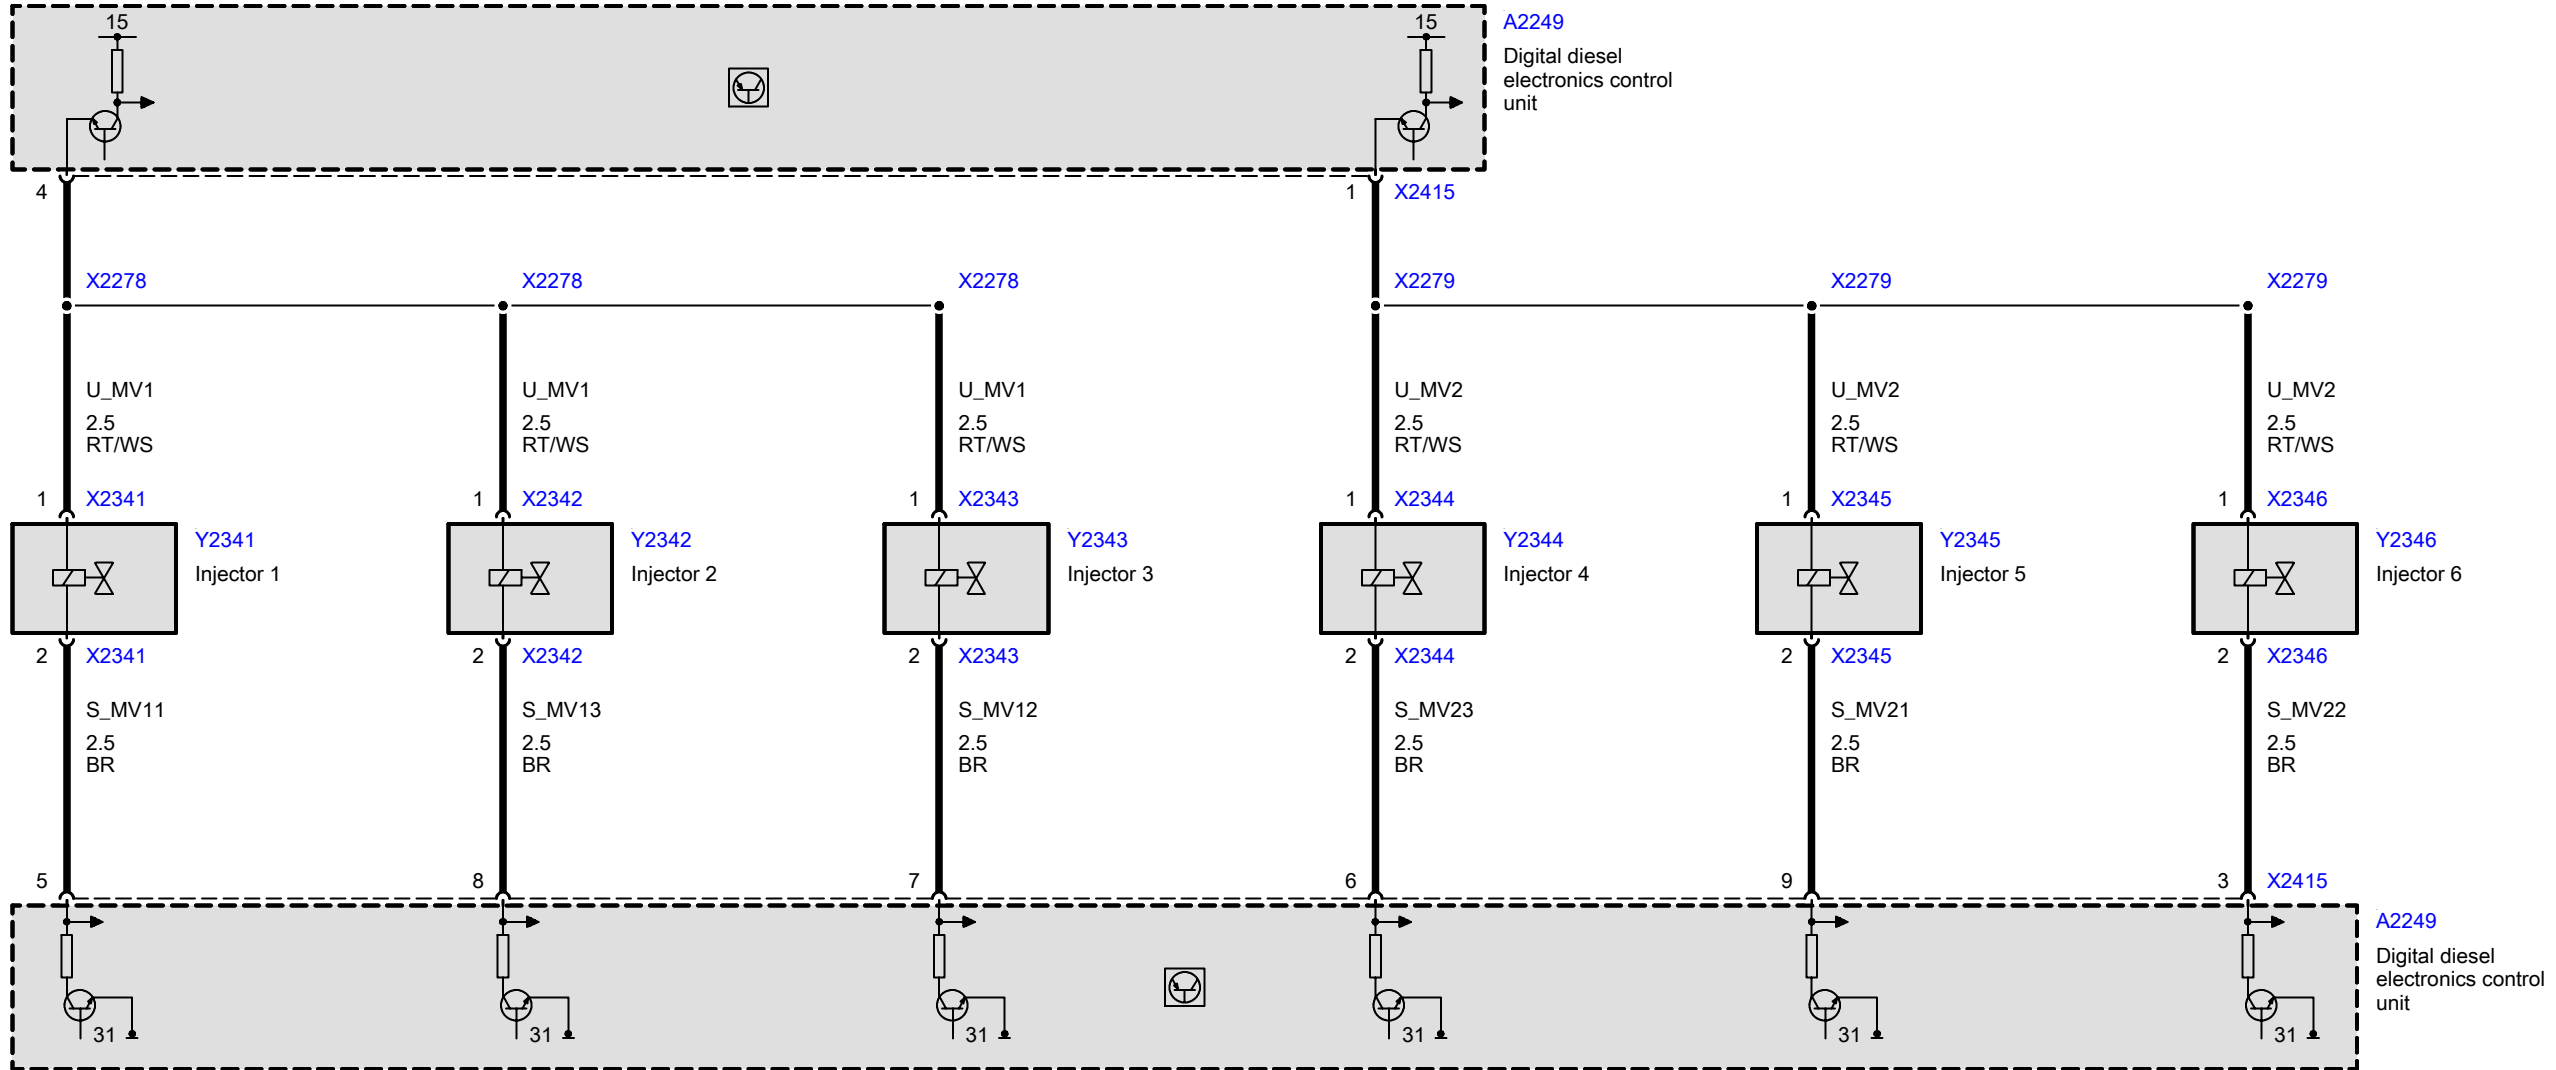 15
15
A2249
Digital diesel
electronics control
unit
4
1
X2415
X2278
X2278
X2278
X2279
X2279
X2279
U_MV1
2.5
RT/WS
U_MV1
2.5
RT/WS
U_MV1
2.5
RT/WS
U_MV2
2.5
RT/WS
U_MV2
2.5
RT/WS
U_MV2
2.5
RT/WS
1
X2341
1
X2342
1
X2343
1
X2344
1
X2345
1
X2346
Y2341
Injector 1
Y2342
Injector 2
Y2343
Injector 3
Y2344
Injector 4
Y2345
Injector 5
Y2346
Injector 6
2
X2341
2
X2342
2
X2343
2
X2344
2
X2345
2
X2346
S_MV11
2.5
BR
S_MV13
2.5
BR
S_MV12
2.5
BR
S_MV23
2.5
BR
S_MV21
2.5
BR
S_MV22
2.5
BR
5
8
7
6
9
3
X2415
A2249
Digital diesel
electronics control
unit
31
31
31
31
31
31